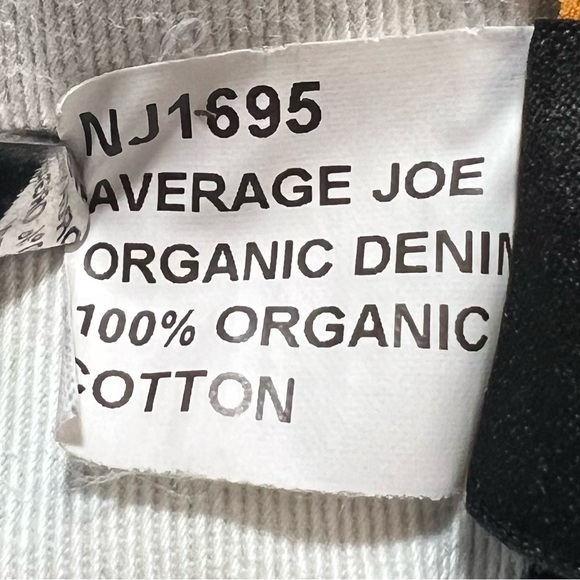 NJ1695
AVERAGE JOE
ORGANIC DENIM
100% ORGANIC
COTTON